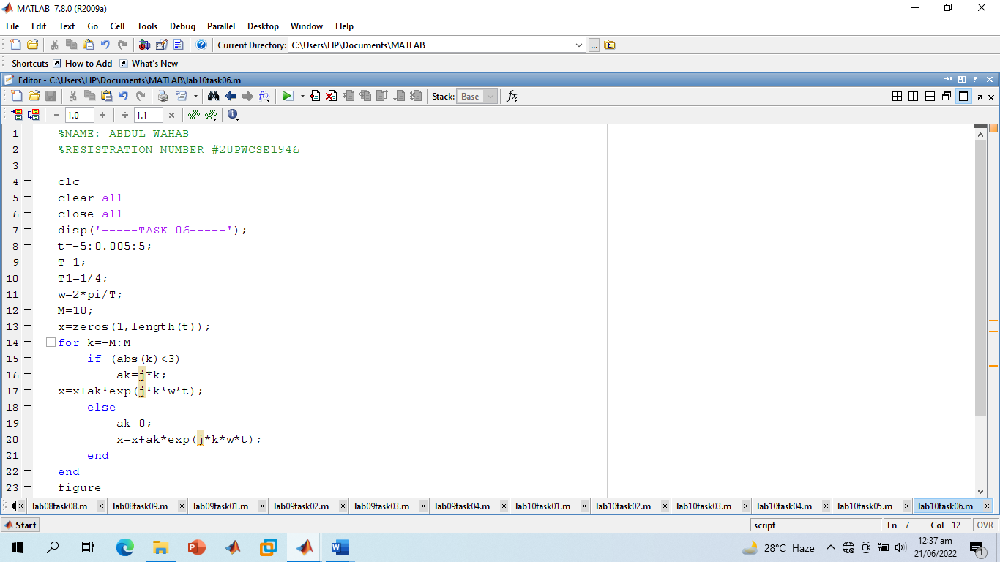 MATLAB 7.8.0 (R2009a)
File Edit Text Go Cell Tools Debug Parallel Desktop Window Help
Current Directory: C:\Users\HP\Documents\MATLAB ...
Shortcuts How to Add What's New
Editor - C:\Users\HP\Documents\MATLAB\lab10task06.m
Stack: Base fx
− 1.0 + ÷ 1.1 ×
1 %NAME: ABDUL WAHAB
2 %RESISTRATION NUMBER #20PWCSE1946
3
4 − clc
5 − clear all
6 − close all
7 − disp('-----TASK 06-----');
8 − t=-5:0.005:5;
9 − T=1;
10 − T1=1/4;
11 − w=2*pi/T;
12 − M=10;
13 − x=zeros(1,length(t));
14 − for k=-M:M
15 − if (abs(k)<3)
16 − ak=j*k;
17 − x=x+ak*exp(j*k*w*t);
18 − else
19 − ak=0;
20 − x=x+ak*exp(j*k*w*t);
21 − end
22 − end
23 − figure
lab08task08.m lab08task09.m lab09task01.m lab09task02.m lab09task03.m lab09task04.m lab10task01.m lab10task02.m lab10task03.m lab10task04.m lab10task05.m lab10task06.m
Start script Ln 7 Col 12 OVR
28°C Haze 12:37 am
21/06/2022 1